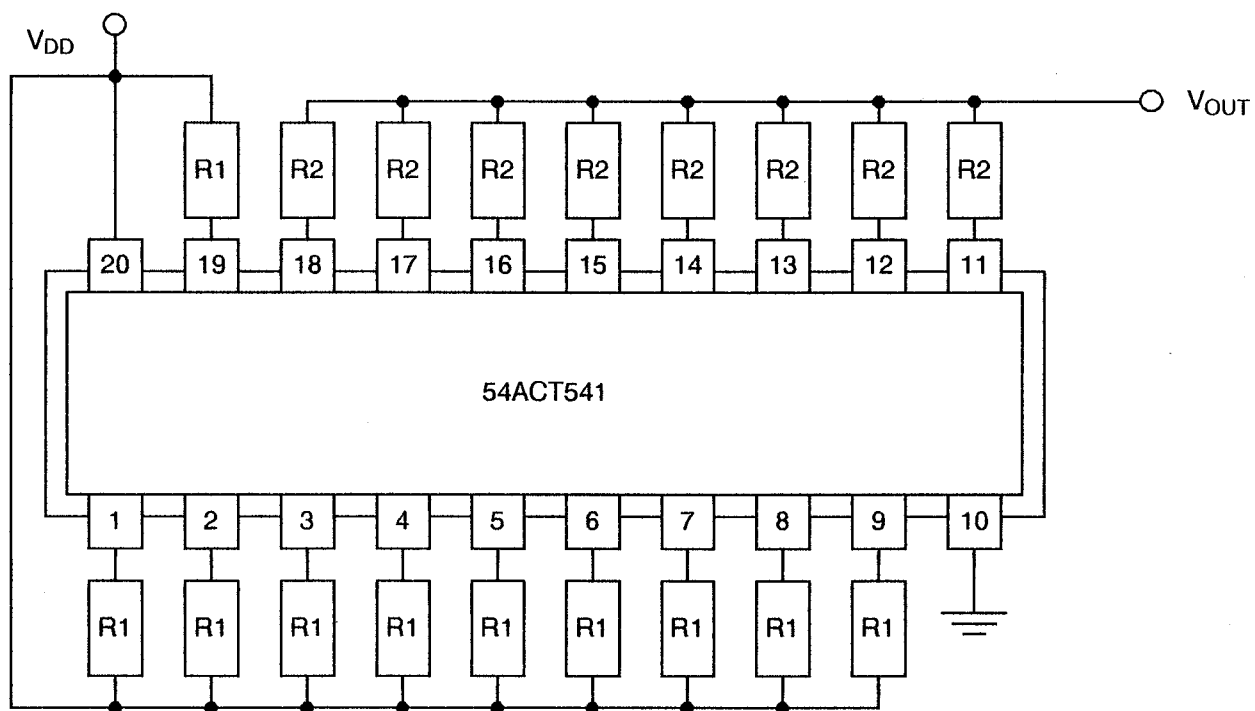 V_DD
V_OUT
R1 R2 R2 R2 R2 R2 R2 R2 R2
20 19 18 17 16 15 14 13 12 11
54ACT541
1 2 3 4 5 6 7 8 9 10
R1 R1 R1 R1 R1 R1 R1 R1 R1